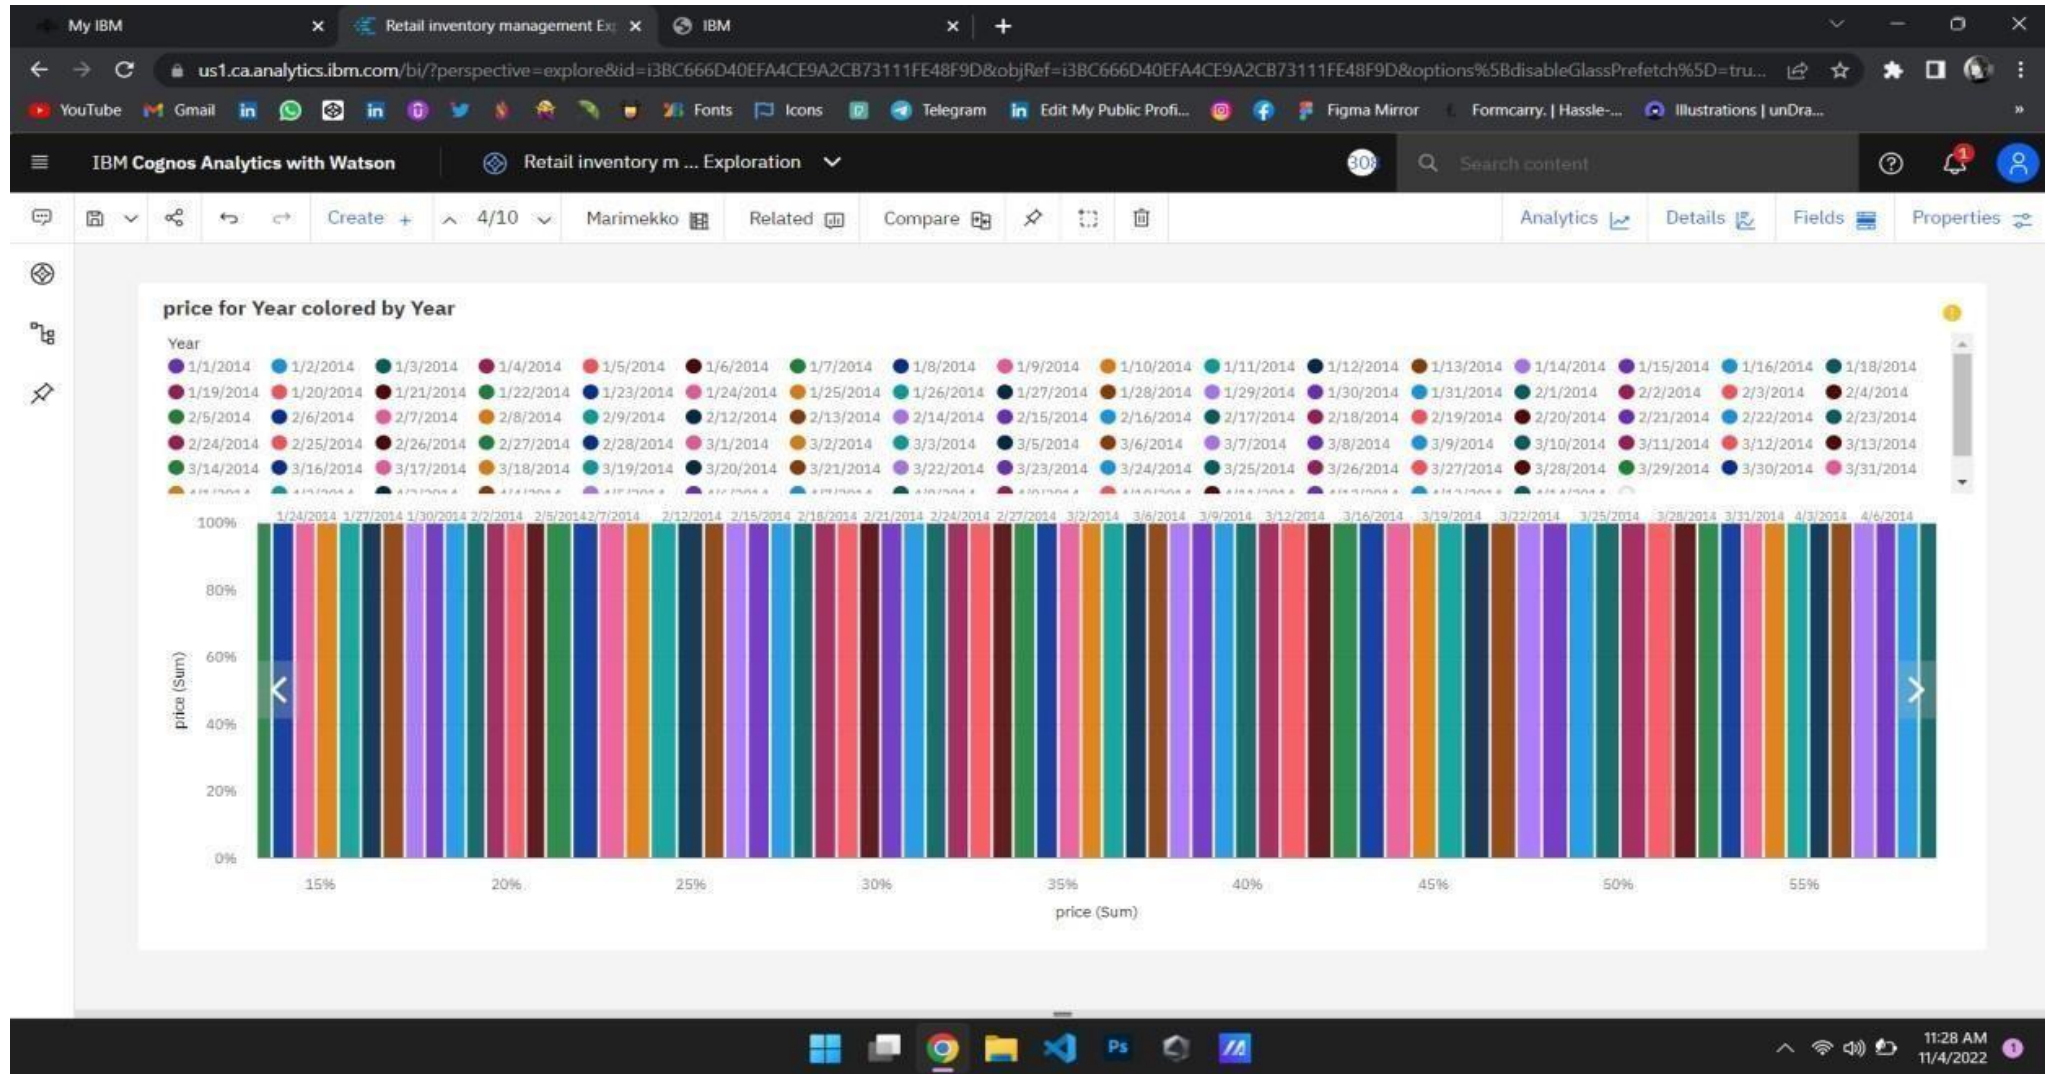 My IBM
Retail inventory management Ex
IBM
us1.ca.analytics.ibm.com/bi/?perspective=explore&id=i3BC666D40EFA4CE9A2CB73111FE48F9D&objRef=i3BC666D40EFA4CE9A2CB73111FE48F9D&options%5BdisableGlassPrefetch%5D=tru...
YouTube Gmail Fonts Icons Telegram Edit My Public Profi... Figma Mirror Formcarry. | Hassle-... Illustrations | unDra... »
IBM Cognos Analytics with Watson Retail inventory m ... Exploration Search content 1
Create + 4/10 Marimekko Related Compare Analytics Details Fields Properties
price for Year colored by Year
Year
1/1/2014 1/2/2014 1/3/2014 1/4/2014 1/5/2014 1/6/2014 1/7/2014 1/8/2014 1/9/2014 1/10/2014 1/11/2014 1/12/2014 1/13/2014 1/14/2014 1/15/2014 1/16/2014 1/18/2014
1/19/2014 1/20/2014 1/21/2014 1/22/2014 1/23/2014 1/24/2014 1/25/2014 1/26/2014 1/27/2014 1/28/2014 1/29/2014 1/30/2014 1/31/2014 2/1/2014 2/2/2014 2/3/2014 2/4/2014
2/5/2014 2/6/2014 2/7/2014 2/8/2014 2/9/2014 2/12/2014 2/13/2014 2/14/2014 2/15/2014 2/16/2014 2/17/2014 2/18/2014 2/19/2014 2/20/2014 2/21/2014 2/22/2014 2/23/2014
2/24/2014 2/25/2014 2/26/2014 2/27/2014 2/28/2014 3/1/2014 3/2/2014 3/3/2014 3/5/2014 3/6/2014 3/7/2014 3/8/2014 3/9/2014 3/10/2014 3/11/2014 3/12/2014 3/13/2014
3/14/2014 3/16/2014 3/17/2014 3/18/2014 3/19/2014 3/20/2014 3/21/2014 3/22/2014 3/23/2014 3/24/2014 3/25/2014 3/26/2014 3/27/2014 3/28/2014 3/29/2014 3/30/2014 3/31/2014
1/24/2014 1/27/2014 1/30/2014 2/2/2014 2/5/2014 2/7/2014 2/12/2014 2/15/2014 2/18/2014 2/21/2014 2/24/2014 2/27/2014 3/2/2014 3/6/2014 3/9/2014 3/12/2014 3/16/2014 3/19/2014 3/22/2014 3/25/2014 3/28/2014 3/31/2014 4/3/2014 4/6/2014
100%
80%
60%
40%
20%
0%
price (Sum)
15% 20% 25% 30% 35% 40% 45% 50% 55%
price (Sum)
Ps
11:28 AM
11/4/2022
1